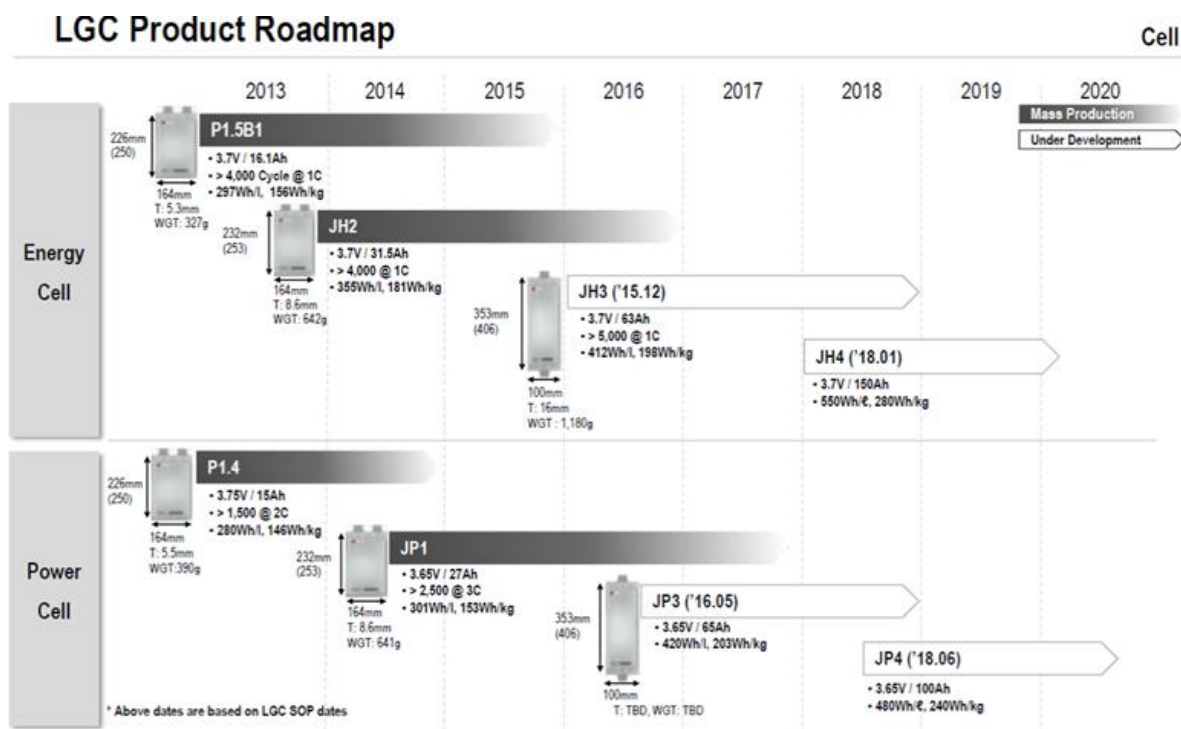 LGC Product Roadmap
Cell
2013 2014 2015 2016 2017 2018 2019 2020
Mass Production
Under Development
Energy
Cell
226mm
(250)
164mm
T: 5.3mm
WGT: 327g
P1.5B1
• 3.7V / 16.1Ah
• > 4,000 Cycle @ 1C
• 297Wh/l, 156Wh/kg
232mm
(253)
164mm
T: 8.6mm
WGT: 642g
JH2
• 3.7V / 31.5Ah
• > 4,000 @ 1C
• 355Wh/l, 181Wh/kg
353mm
(406)
100mm
T: 16mm
WGT : 1,180g
JH3 ('15.12)
• 3.7V / 63Ah
• > 5,000 @ 1C
• 412Wh/l, 198Wh/kg
JH4 ('18.01)
• 3.7V / 150Ah
• 550Wh/€, 280Wh/kg
Power
Cell
226mm
(250)
164mm
T: 5.5mm
WGT:390g
P1.4
• 3.75V / 15Ah
• > 1,500 @ 2C
• 280Wh/l, 146Wh/kg
232mm
(253)
164mm
T: 8.6mm
WGT: 641g
JP1
• 3.65V / 27Ah
• > 2,500 @ 3C
• 301Wh/l, 153Wh/kg
353mm
(406)
100mm
T: TBD, WGT: TBD
JP3 ('16.05)
• 3.65V / 65Ah
• 420Wh/l, 203Wh/kg
JP4 ('18.06)
• 3.65V / 100Ah
• 480Wh/€, 240Wh/kg
* Above dates are based on LGC SOP dates